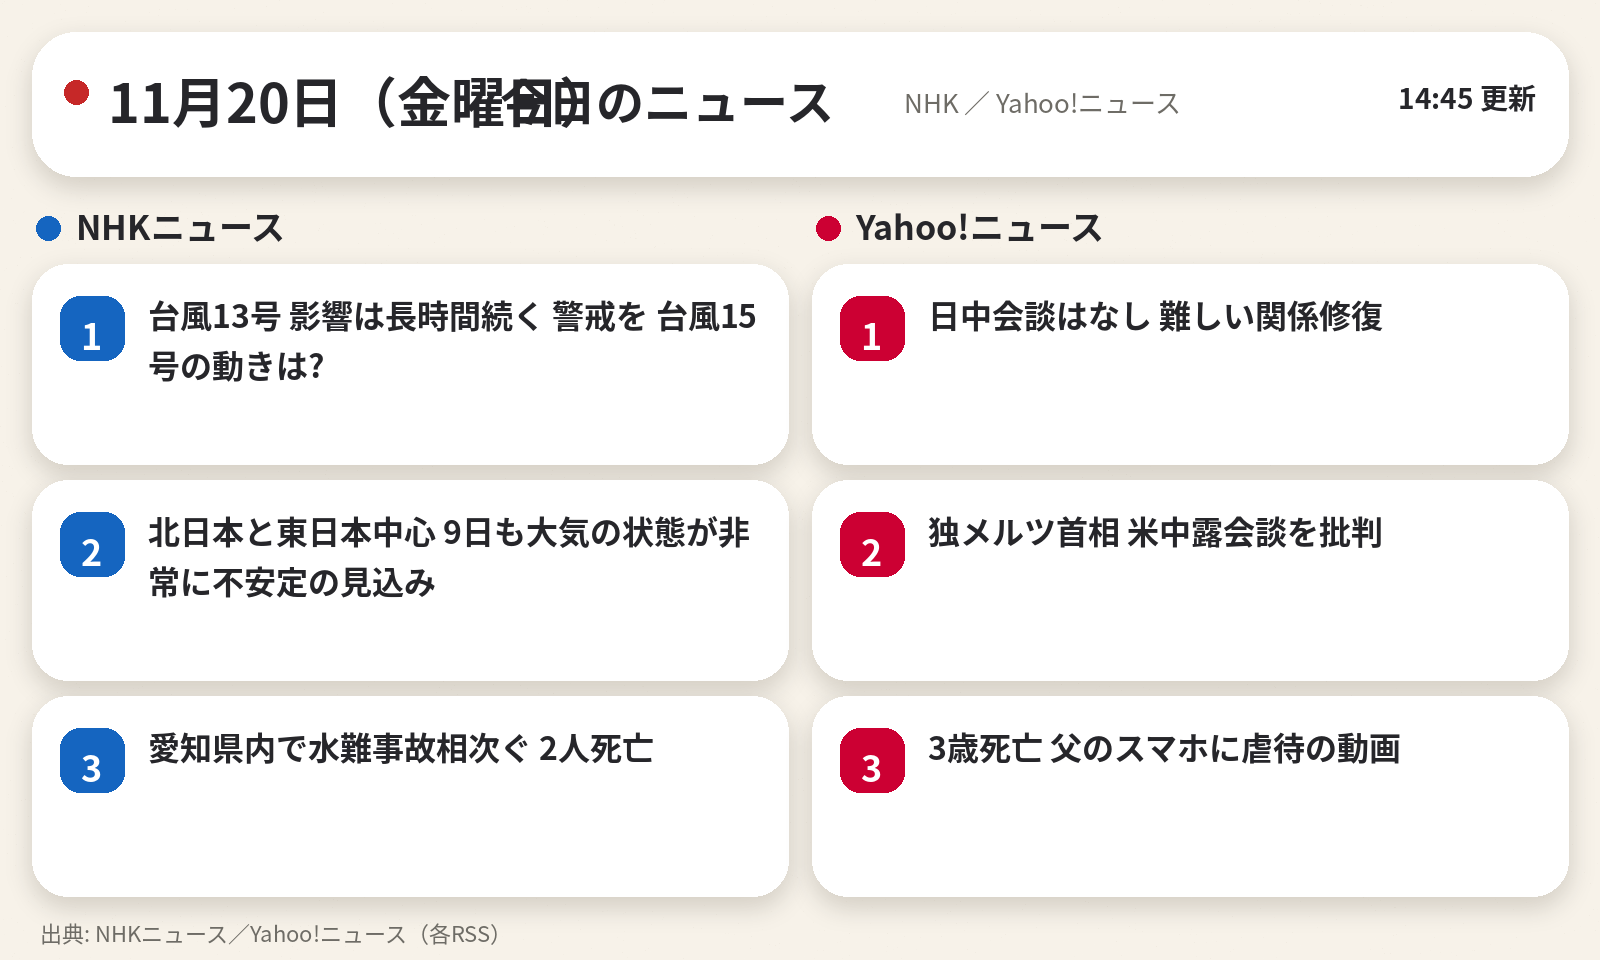 11月20日（金曜日）
今日のニュース
NHK ／ Yahoo!ニュース
14:45 更新
NHKニュース
1
台風13号 影響は長時間続く 警戒を 台風15
号の動きは?
2
北日本と東日本中心 9日も大気の状態が非
常に不安定の見込み
3
愛知県内で水難事故相次ぐ 2人死亡
Yahoo!ニュース
1
日中会談はなし 難しい関係修復
2
独メルツ首相 米中露会談を批判
3
3歳死亡 父のスマホに虐待の動画
出典: NHKニュース／Yahoo!ニュース（各RSS）